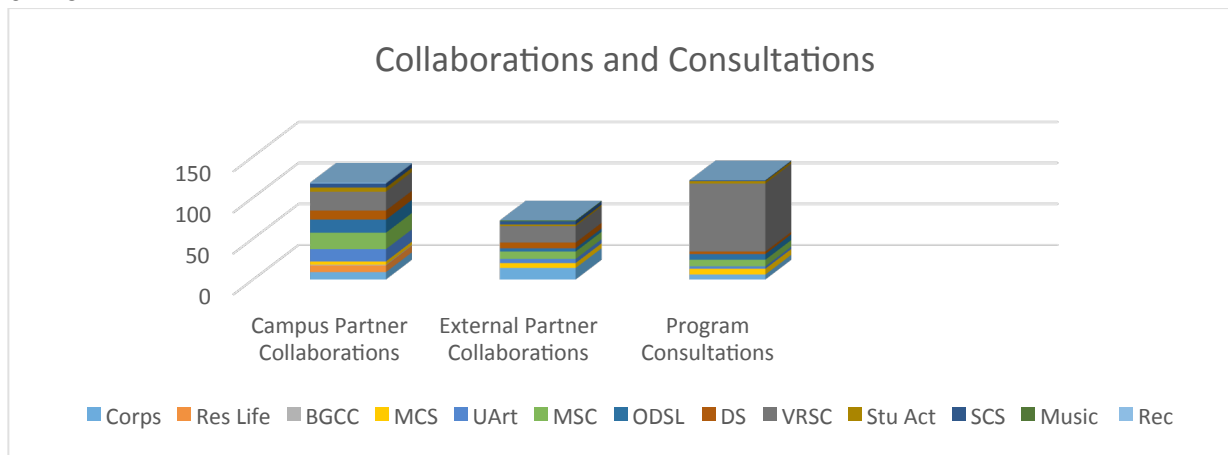 Collaborations and Consultations
150
100
50
0
Campus Partner
Collaborations
External Partner
Collaborations
Program
Consultations
Corps Res Life BGCC MCS UArt MSC ODSL DS VRSC Stu Act SCS Music Rec